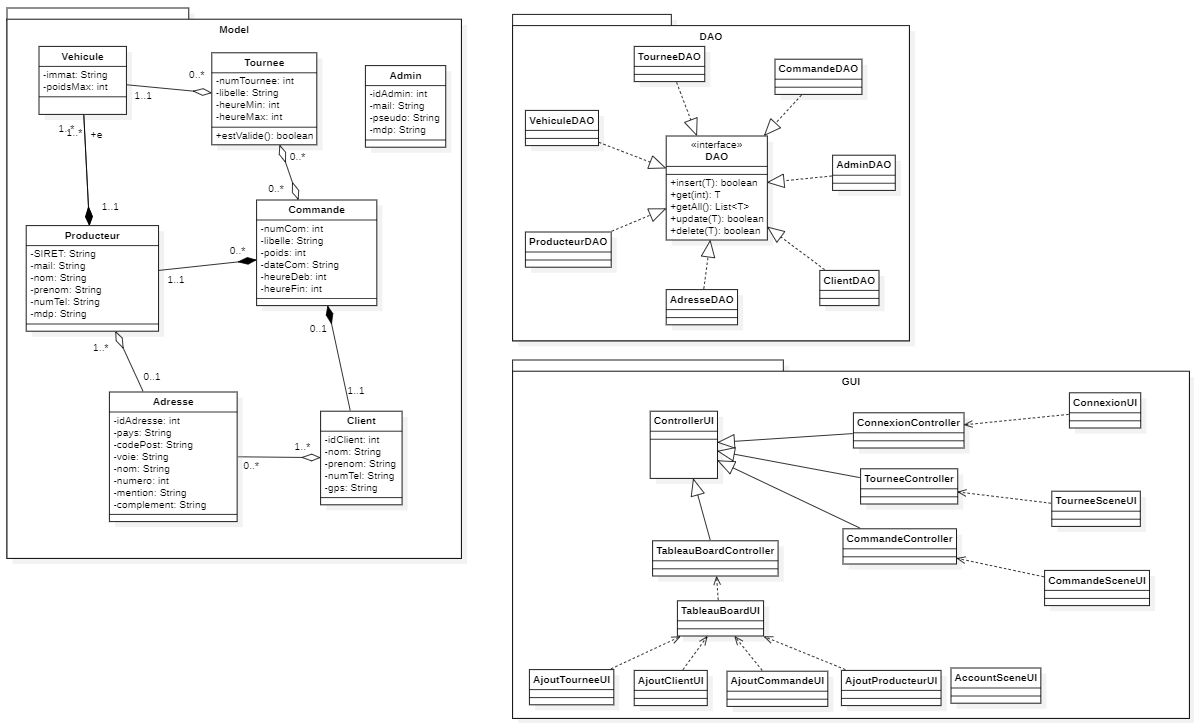 Model
Vehicule
-immat: String
-poidsMax: int
0..*
1..1
Tournee
-numTournee: int
-libelle: String
-heureMin: int
-heureMax: int
+estValide(): boolean
Admin
-idAdmin: int
-mail: String
-pseudo: String
-mdp: String
1..*
1..*
+e
1..1
0..*
0..*
Commande
-numCom: int
-libelle: String
-poids: int
-dateCom: String
-heureDeb: int
-heureFin: int
Producteur
-SIRET: String
-mail: String
-nom: String
-prenom: String
-numTel: String
-mdp: String
0..*
1..1
0..1
1..*
0..1
1..1
Adresse
-idAdresse: int
-pays: String
-codePost: String
-voie: String
-nom: String
-numero: int
-mention: String
-complement: String
1..*
0..*
Client
-idClient: int
-nom: String
-prenom: String
-numTel: String
-gps: String
DAO
TourneeDAO
CommandeDAO
VehiculeDAO
«interface»
DAO
+insert(T): boolean
+get(int): T
+getAll(): List<T>
+update(T): boolean
+delete(T): boolean
AdminDAO
ProducteurDAO
ClientDAO
AdresseDAO
GUI
ControllerUI
ConnexionController
ConnexionUI
TourneeController
TourneeSceneUI
CommandeController
CommandeSceneUI
TableauBoardController
TableauBoardUI
AjoutTourneeUI
AjoutClientUI
AjoutCommandeUI
AjoutProducteurUI
AccountSceneUI